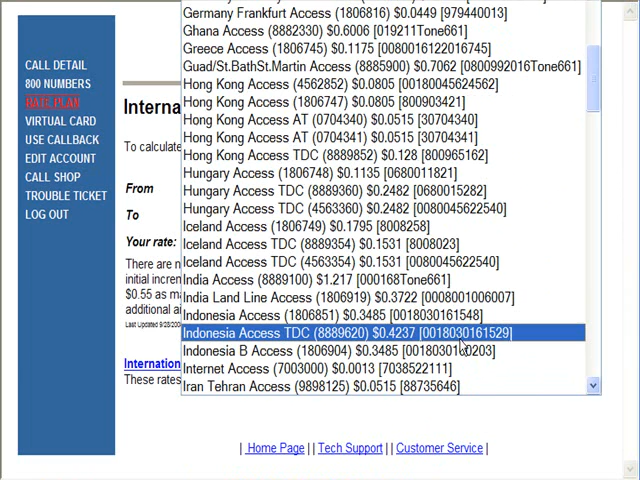 CALL DETAIL
800 NUMBERS
RATE PLAN
VIRTUAL CARD
USE CALLBACK
EDIT ACCOUNT
CALL SHOP
TROUBLE TICKET
LOG OUT
Interna
To calculate
From
To
Your rate:
There are n
initial increm
$0.55 as ma
additional ai
Last Updated 9/28/200
Internation
These rates
Germany Frankfurt Access (1806816) $0.0449 [979440013]
Ghana Access (8882330) $0.6006 [019211Tone661]
Greece Access (1806745) $0.1175 [0080016122016745]
Guad/St.BathSt.Martin Access (8885900) $0.7062 [0800992016Tone661]
Hong Kong Access (4562852) $0.0805 [00180045624562]
Hong Kong Access (1806747) $0.0805 [800903421]
Hong Kong Access AT (0704340) $0.0515 [30704340]
Hong Kong Access AT (0704341) $0.0515 [30704341]
Hong Kong Access TDC (8889852) $0.128 [800965162]
Hungary Access (1806748) $0.1135 [0680011821]
Hungary Access TDC (8889360) $0.2482 [0680015282]
Hungary Access TDC (4563360) $0.2482 [0080045622540]
Iceland Access (1806749) $0.1795 [8008258]
Iceland Access TDC (8889354) $0.1531 [8008023]
Iceland Access TDC (4563354) $0.1531 [0080045622540]
India Access (8889100) $1.217 [000168Tone661]
India Land Line Access (1806919) $0.3722 [0008001006007]
Indonesia Access (1806851) $0.3485 [0018030161548]
Indonesia Access TDC (8889620) $0.4237 [0018030161529]
Indonesia B Access (1806904) $0.3485 [0018030160203]
Internet Access (7003000) $0.0013 [7038522111]
Iran Tehran Access (9898125) $0.0515 [88735646]
| Home Page | | Tech Support | | Customer Service |